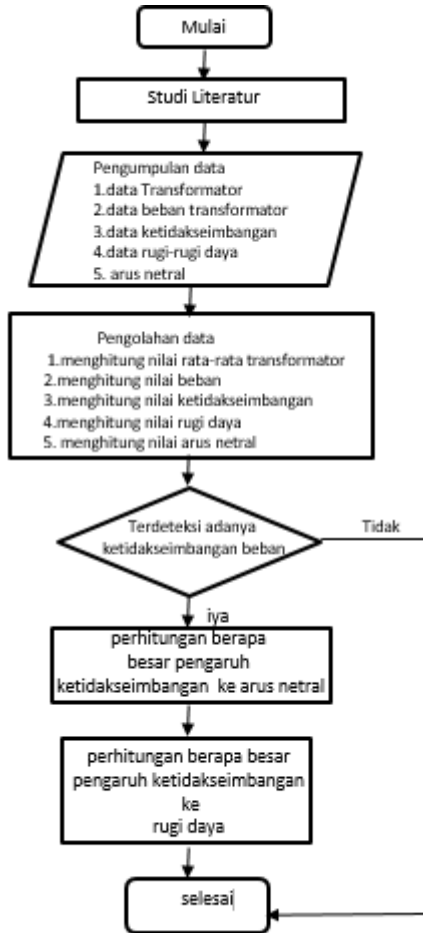 Mulai
Studi Literatur
Pengumpulan data
1.data Transformator
2.data beban transformator
3.data ketidakseimbangan
4.data rugi-rugi daya
5. arus netral
Pengolahan data
1.menghitung nilai rata-rata transformator
2.menghitung nilai beban
3.menghitung nilai ketidakseimbangan
4.menghitung nilai rugi daya
5. menghitung nilai arus netral
Terdeteksi adanya
ketidakseimbangan beban
Tidak
iya
perhitungan berapa
besar pengaruh
ketidakseimbangan ke arus netral
perhitungan berapa besar
pengaruh ketidakseimbangan
ke
rugi daya
selesai